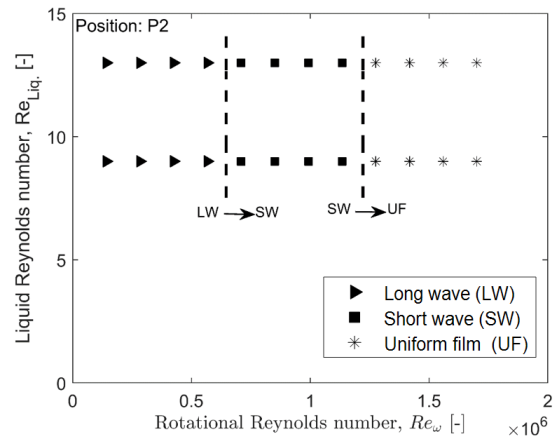 Position: P2
15
10
5
0
Liquid Reynolds number, Re_Liq. [-]
LW → SW
SW → UF
Long wave (LW)
Short wave (SW)
Uniform film (UF)
0
0.5
1
1.5
2
×10^6
Rotational Reynolds number, Re_ω [-]